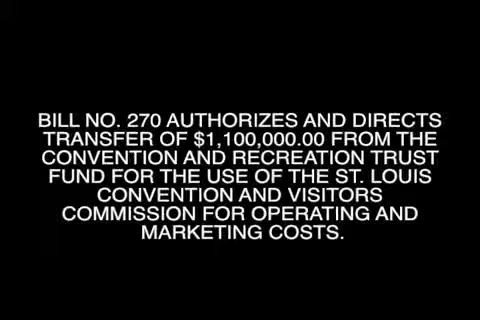 BILL NO. 270 AUTHORIZES AND DIRECTS
TRANSFER OF $1,100,000.00 FROM THE
CONVENTION AND RECREATION TRUST
FUND FOR THE USE OF THE ST. LOUIS
CONVENTION AND VISITORS
COMMISSION FOR OPERATING AND
MARKETING COSTS.